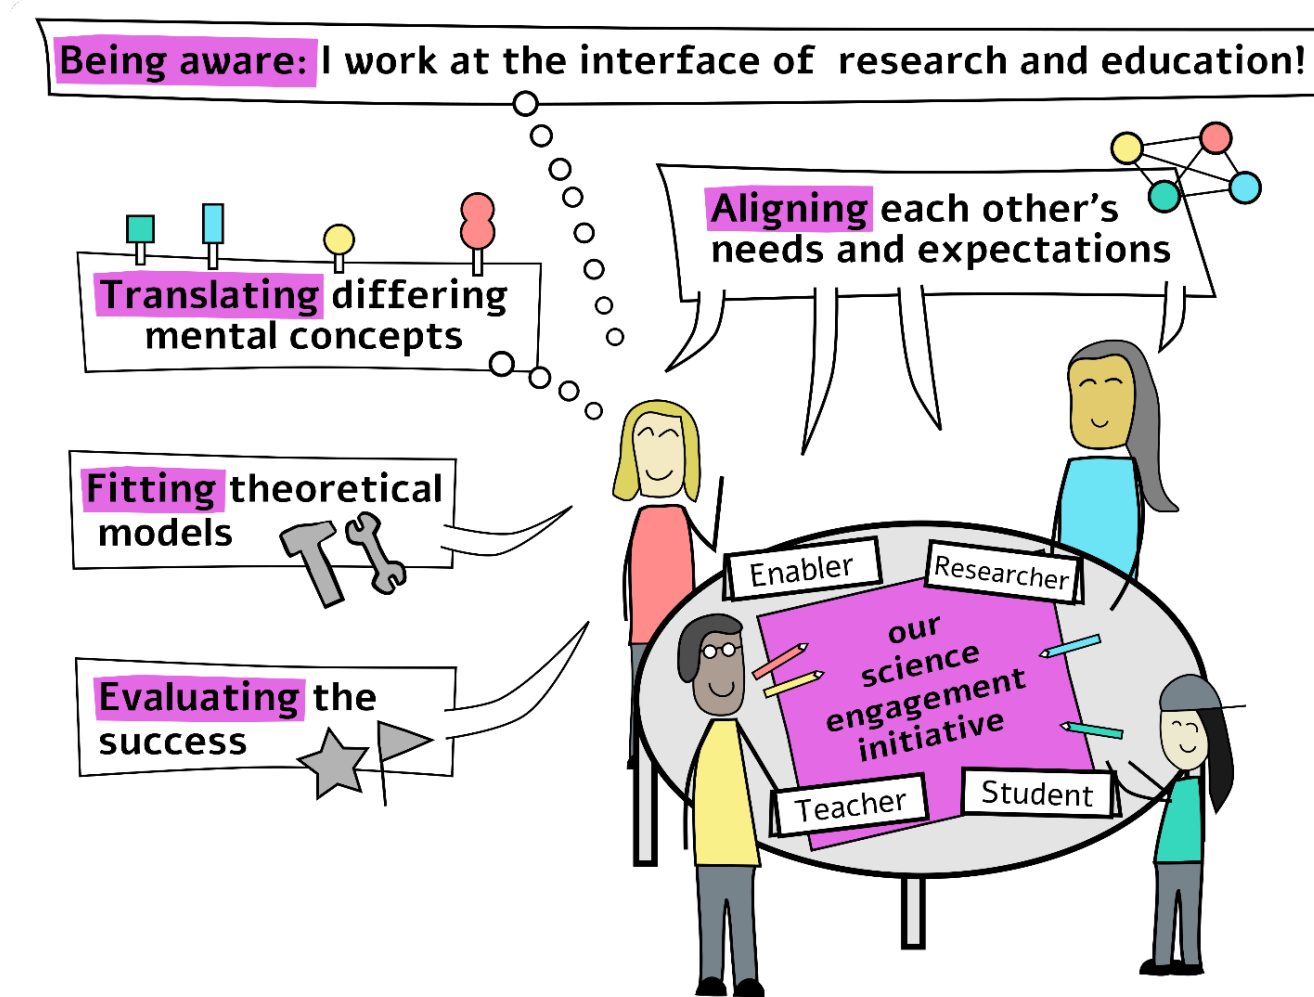 Being aware: I work at the interface of research and education!
Aligning each other's
needs and expectations
Translating differing
mental concepts
Fitting theoretical
models
Evaluating the
success
Enabler
Researcher
our
science
engagement
initiative
Teacher
Student